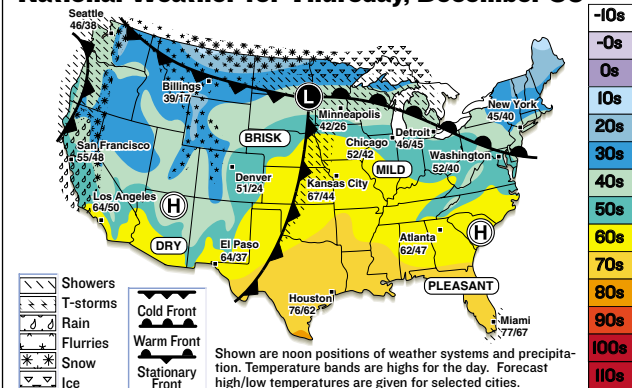 National Weather for Thursday, December
Seattle
46/38
Billings
39/17
L
Minneapolis
42/26
New York
45/40
BRISK
Chicago
52/42
Detroit
46/45
San Francisco
55/48
Washington
52/40
MILD
Denver
51/24
Kansas City
67/44
Los Angeles
64/50
H
H
DRY
El Paso
64/37
Atlanta
62/47
PLEASANT
Houston
76/62
Miami
77/67
Showers
T-storms
Rain
Flurries
Snow
Ice
Cold Front
Warm Front
Stationary
Front
Shown are noon positions of weather systems and precipita-
tion. Temperature bands are highs for the day. Forecast
high/low temperatures are given for selected cities.
-10s
-0s
0s
10s
20s
30s
40s
50s
60s
70s
80s
90s
100s
110s